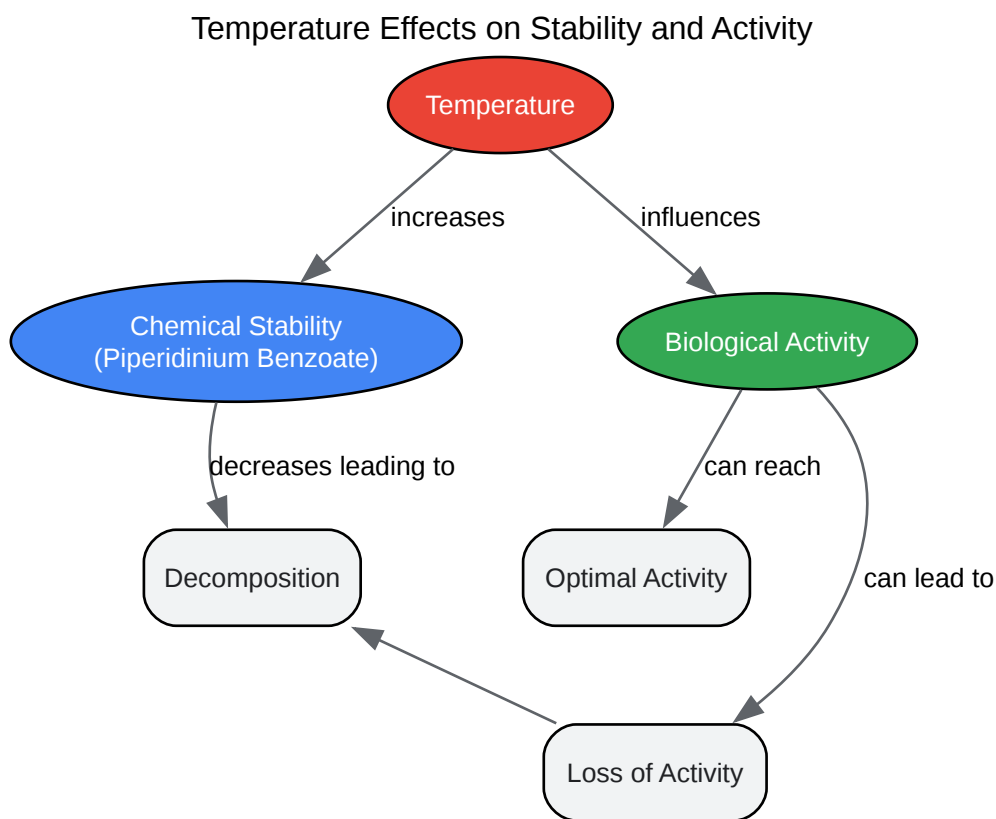 Temperature Effects on Stability and Activity
Temperature
increases
influences
Chemical Stability
(Piperidinium Benzoate)
Biological Activity
decreases leading to
can reach
Decomposition
Optimal Activity
can lead to
Loss of Activity